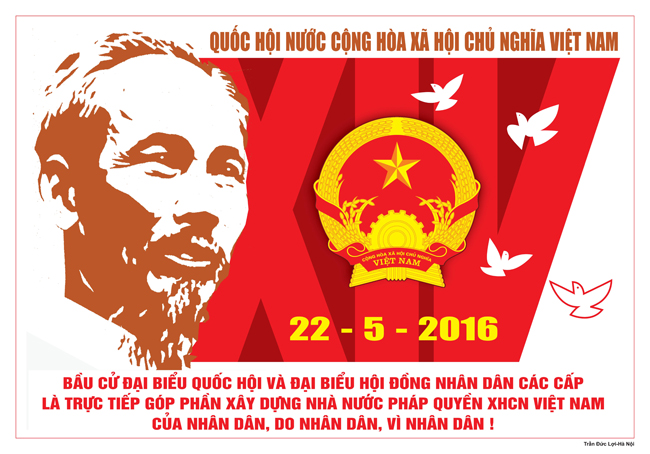 QUỐC HỘI NƯỚC CỘNG HÒA XÃ HỘI CHỦ NGHĨA VIỆT NAM
XIV
CỘNG HÒA XÃ HỘI CHỦ NGHĨA
VIỆT NAM
22 - 5 - 2016
BẦU CỬ ĐẠI BIỂU QUỐC HỘI VÀ ĐẠI BIỂU HỘI ĐỒNG NHÂN DÂN CÁC CẤP
LÀ TRỰC TIẾP GÓP PHẦN XÂY DỰNG NHÀ NƯỚC PHÁP QUYỀN XHCN VIỆT NAM
CỦA NHÂN DÂN, DO NHÂN DÂN, VÌ NHÂN DÂN !
Trần Đức Lợi-Hà Nội